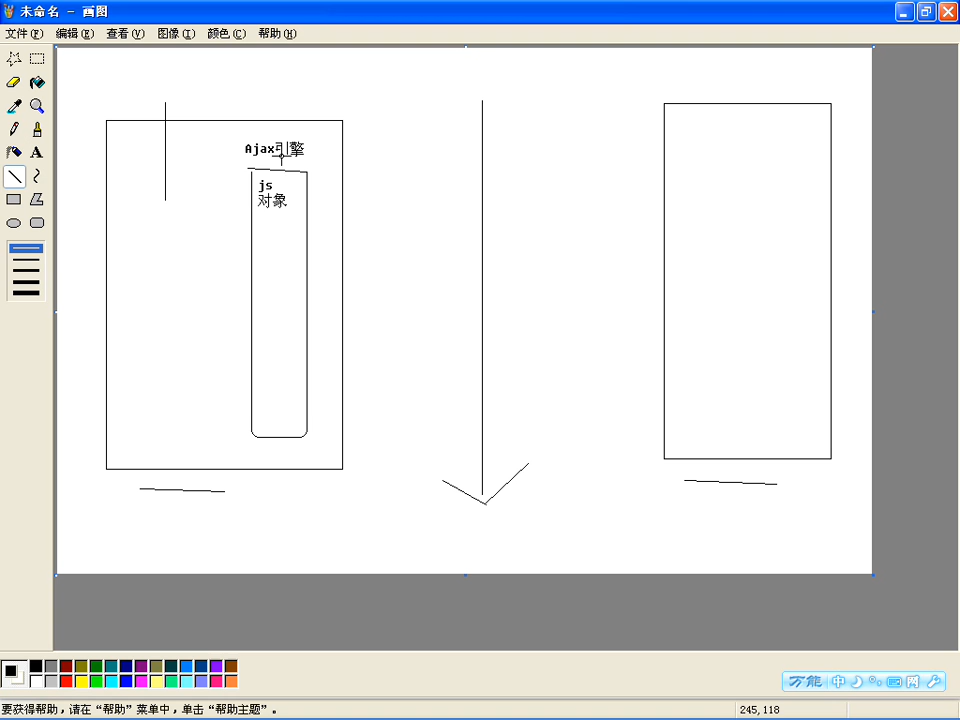 未命名 - 画图
文件(F) 编辑(E) 查看(V) 图像(I) 颜色(C) 帮助(H)
Ajax引擎
js
对象
A
万能 中 网
要获得帮助，请在“帮助”菜单中，单击“帮助主题”。 245,118